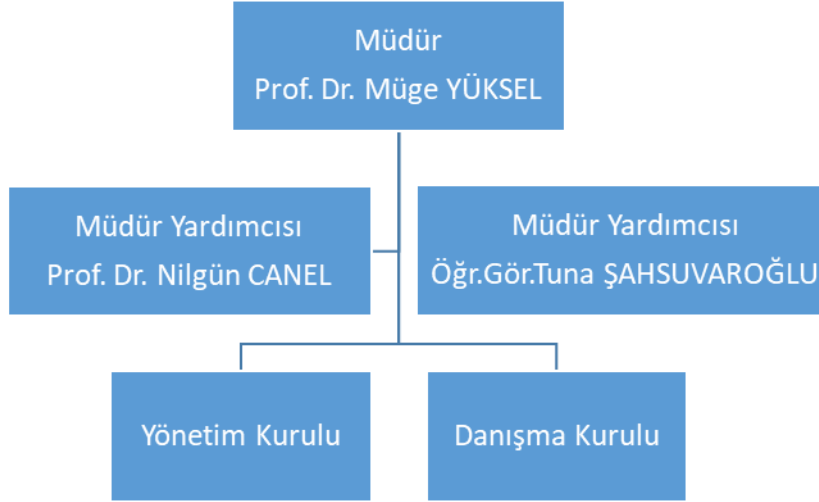 Müdür
Prof. Dr. Müge YÜKSEL
Müdür Yardımcısı
Prof. Dr. Nilgün CANEL
Müdür Yardımcısı
Öğr.Gör.Tuna ŞAHSUVAROĞLU
Yönetim Kurulu
Danışma Kurulu